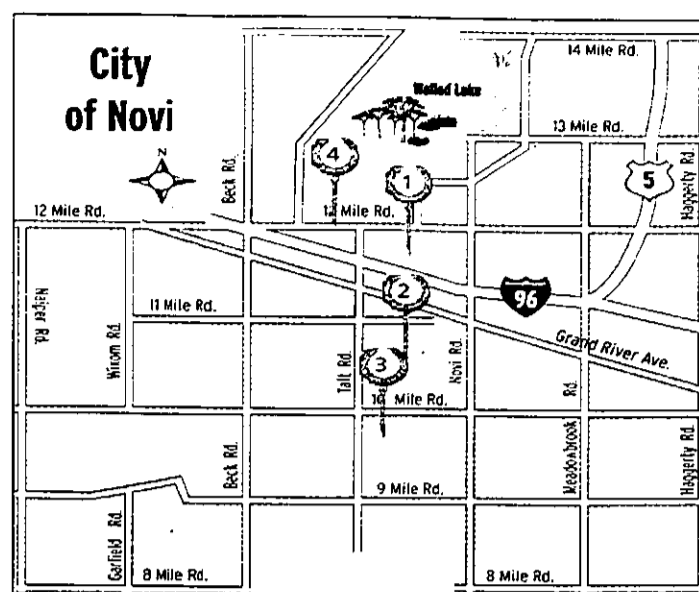 City
of Novi
N
14 Mile Rd.
Walled Lake
13 Mile Rd.
4
1
5
Beck Rd.
Haggerty Rd.
12 Mile Rd.
12 Mile Rd.
2
96
11 Mile Rd.
Napier Rd.
Wixom Rd.
Taft Rd.
Novi Rd.
Grand River Ave.
3
10 Mile Rd.
Rd.
Meadowbrook
Beck Rd.
Haggerty Rd.
9 Mile Rd.
Garfield Rd.
8 Mile Rd.
8 Mile Rd.